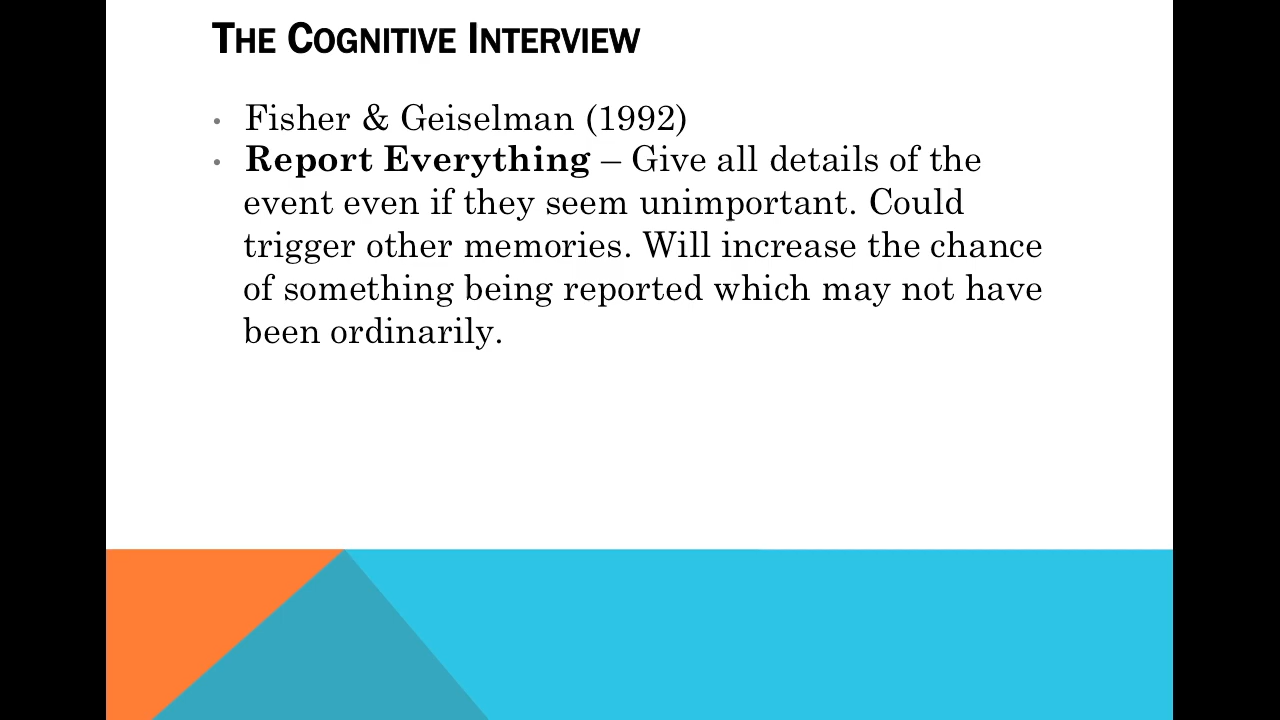 THE COGNITIVE INTERVIEW
• Fisher & Geiselman (1992)
• Report Everything – Give all details of the
event even if they seem unimportant. Could
trigger other memories. Will increase the chance
of something being reported which may not have
been ordinarily.